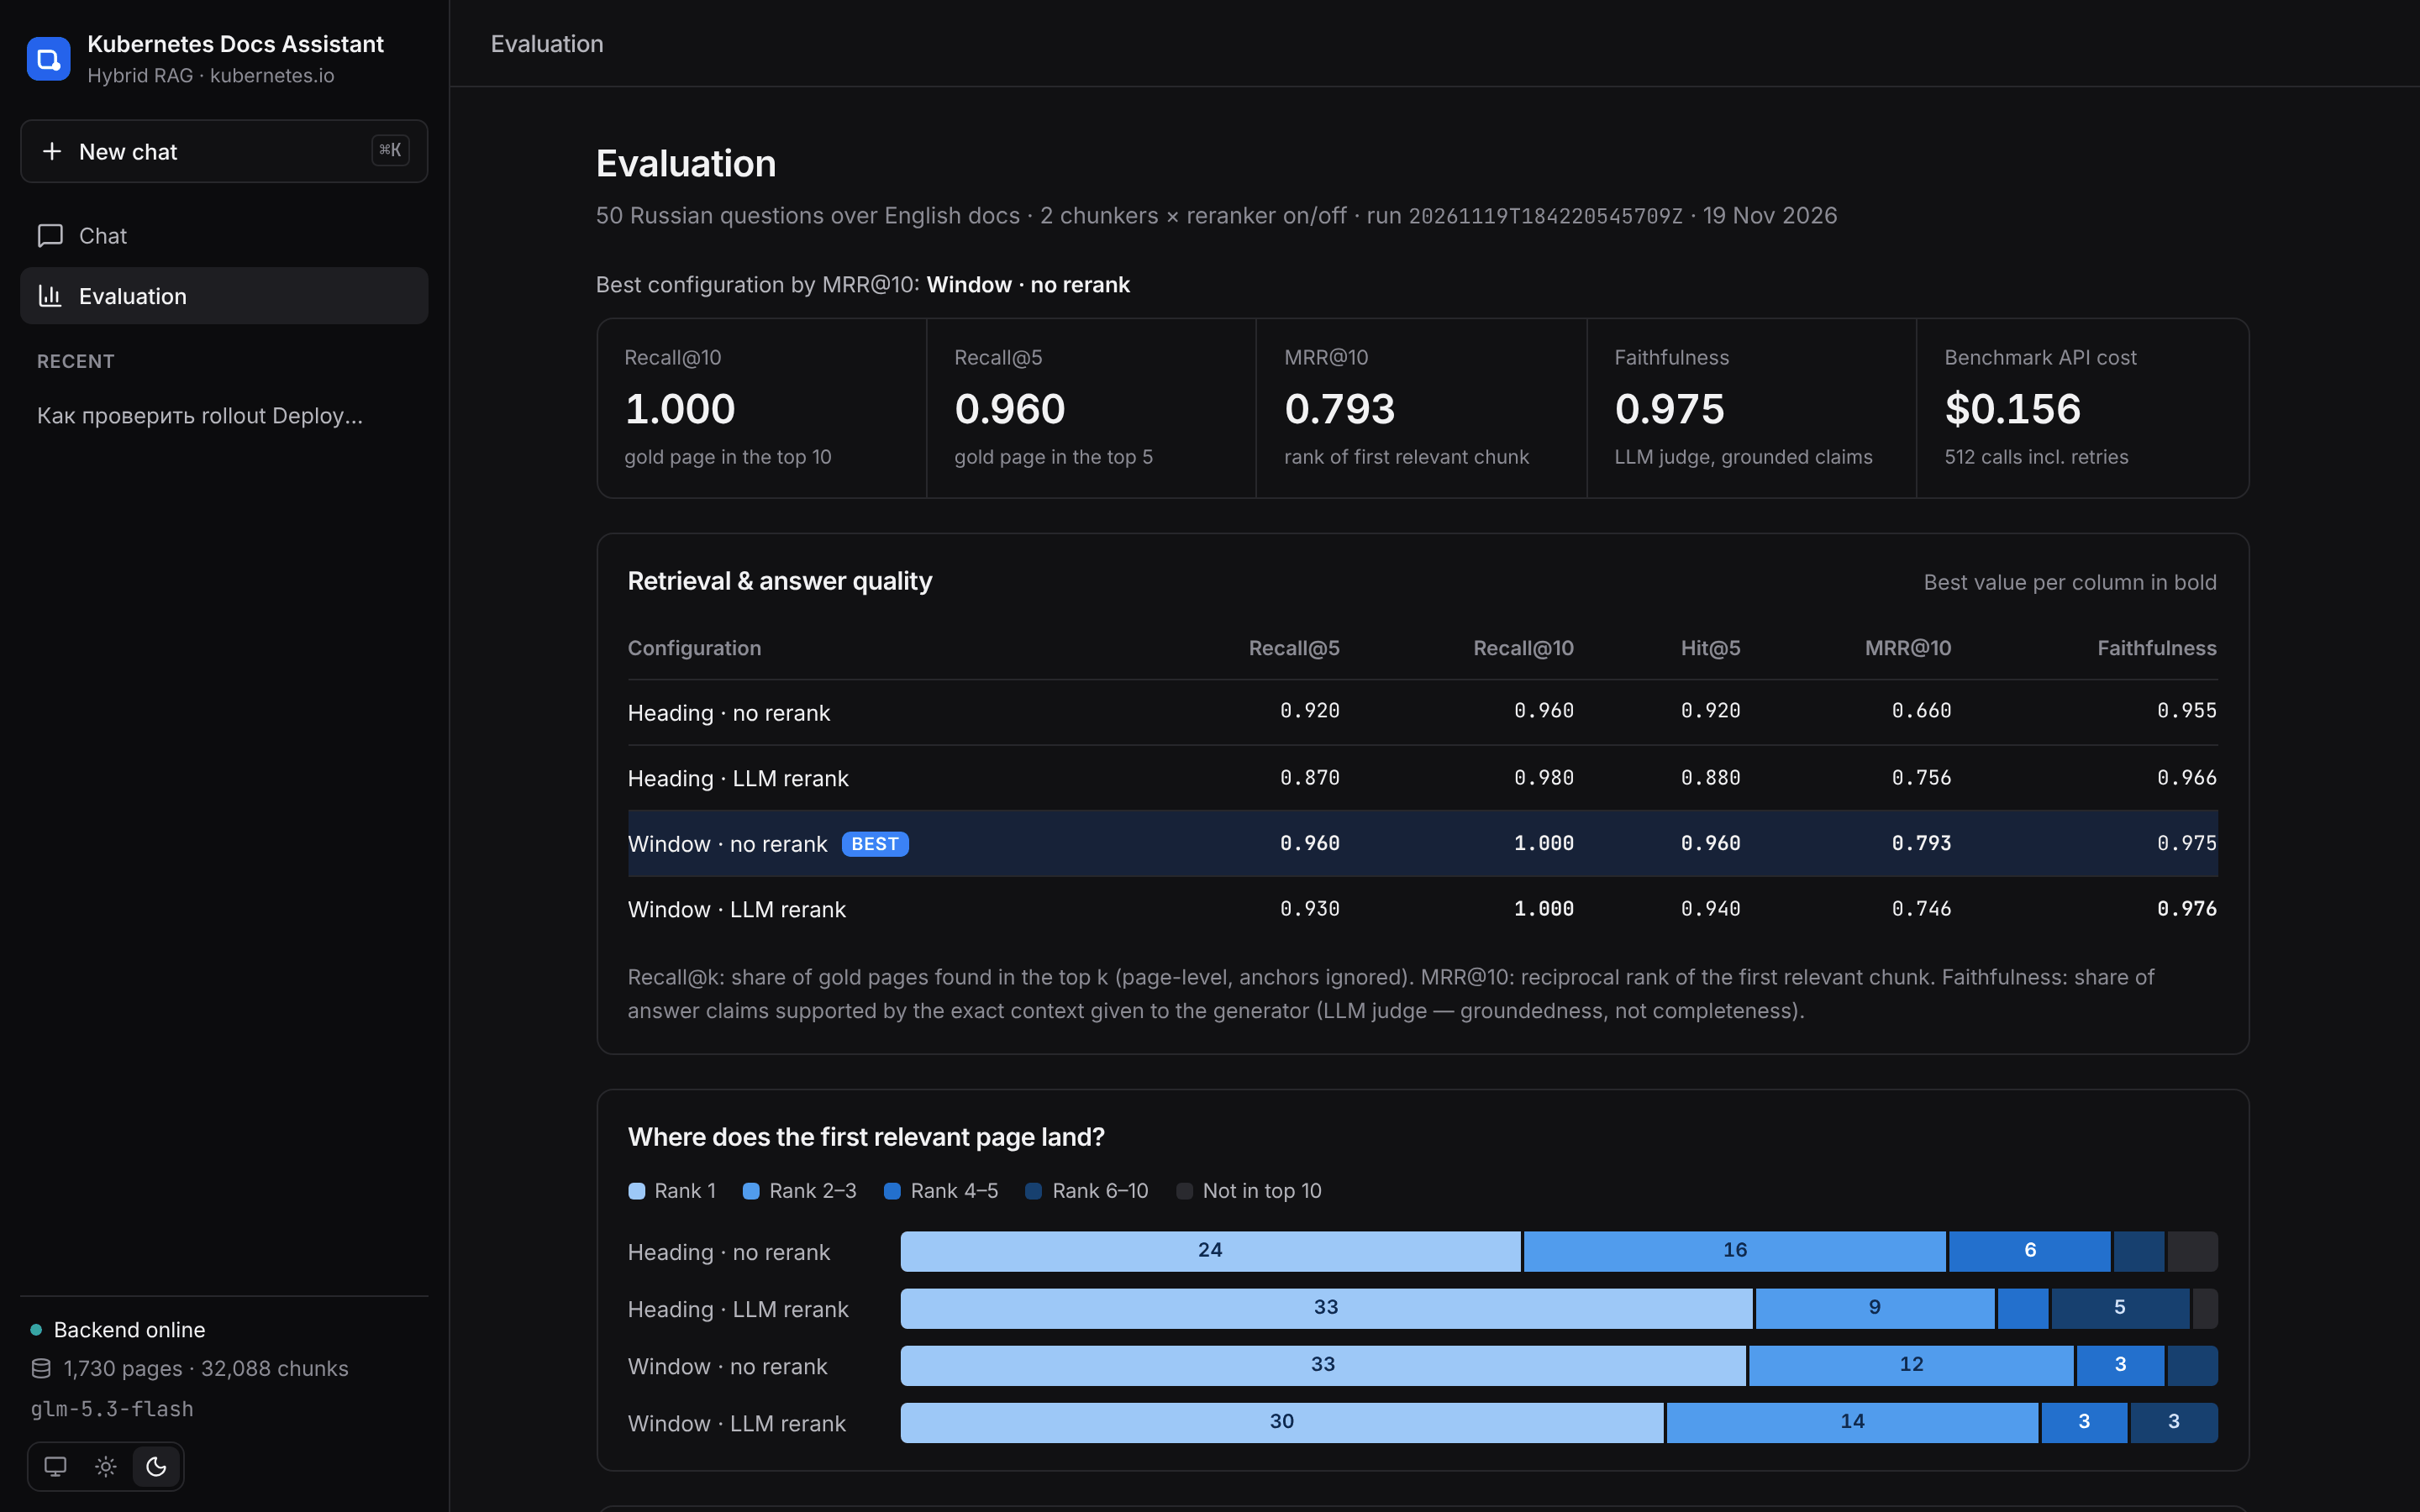 Kubernetes Docs Assistant
Hybrid RAG · kubernetes.io
New chat ⌘K
Chat
Evaluation
RECENT
Как проверить rollout Deploy...
Backend online
1,730 pages · 32,088 chunks
glm-5.3-flash
Evaluation
Evaluation
50 Russian questions over English docs · 2 chunkers × reranker on/off · run 20261119T184220545709Z · 19 Nov 2026
Best configuration by MRR@10: Window · no rerank
Recall@10 Recall@5 MRR@10 Faithfulness Benchmark API cost
1.000 0.960 0.793 0.975 $0.156
gold page in the top 10 gold page in the top 5 rank of first relevant chunk LLM judge, grounded claims 512 calls incl. retries
Retrieval & answer quality Best value per column in bold
Configuration Recall@5 Recall@10 Hit@5 MRR@10 Faithfulness
Heading · no rerank 0.920 0.960 0.920 0.660 0.955
Heading · LLM rerank 0.870 0.980 0.880 0.756 0.966
Window · no rerank BEST 0.960 1.000 0.960 0.793 0.975
Window · LLM rerank 0.930 1.000 0.940 0.746 0.976
Recall@k: share of gold pages found in the top k (page-level, anchors ignored). MRR@10: reciprocal rank of the first relevant chunk. Faithfulness: share of
answer claims supported by the exact context given to the generator (LLM judge — groundedness, not completeness).
Where does the first relevant page land?
Rank 1 Rank 2–3 Rank 4–5 Rank 6–10 Not in top 10
Heading · no rerank 24 16 6
Heading · LLM rerank 33 9 5
Window · no rerank 33 12 3
Window · LLM rerank 30 14 3 3